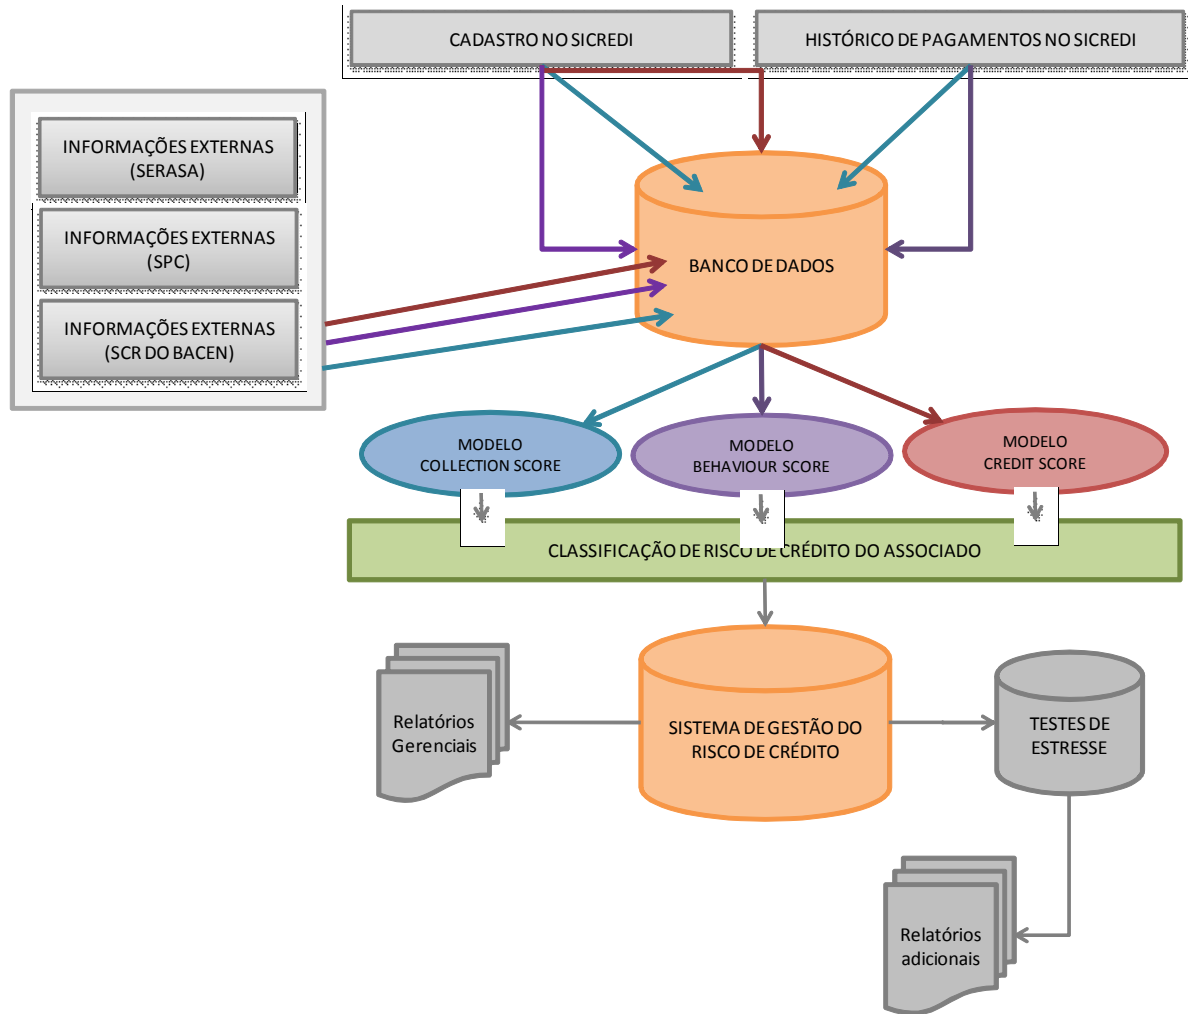 CADASTRO NO SICREDI
HISTÓRICO DE PAGAMENTOS NO SICREDI
INFORMAÇÕES EXTERNAS
(SERASA)
INFORMAÇÕES EXTERNAS
(SPC)
INFORMAÇÕES EXTERNAS
(SCR DO BACEN)
BANCO DE DADOS
MODELO
COLLECTION SCORE
MODELO
BEHAVIOUR SCORE
MODELO
CREDIT SCORE
CLASSIFICAÇÃO DE RISCO DE CRÉDITO DO ASSOCIADO
Relatórios
Gerenciais
SISTEMA DE GESTÃO DO
RISCO DE CRÉDITO
TESTES DE
ESTRESSE
Relatórios
adicionais